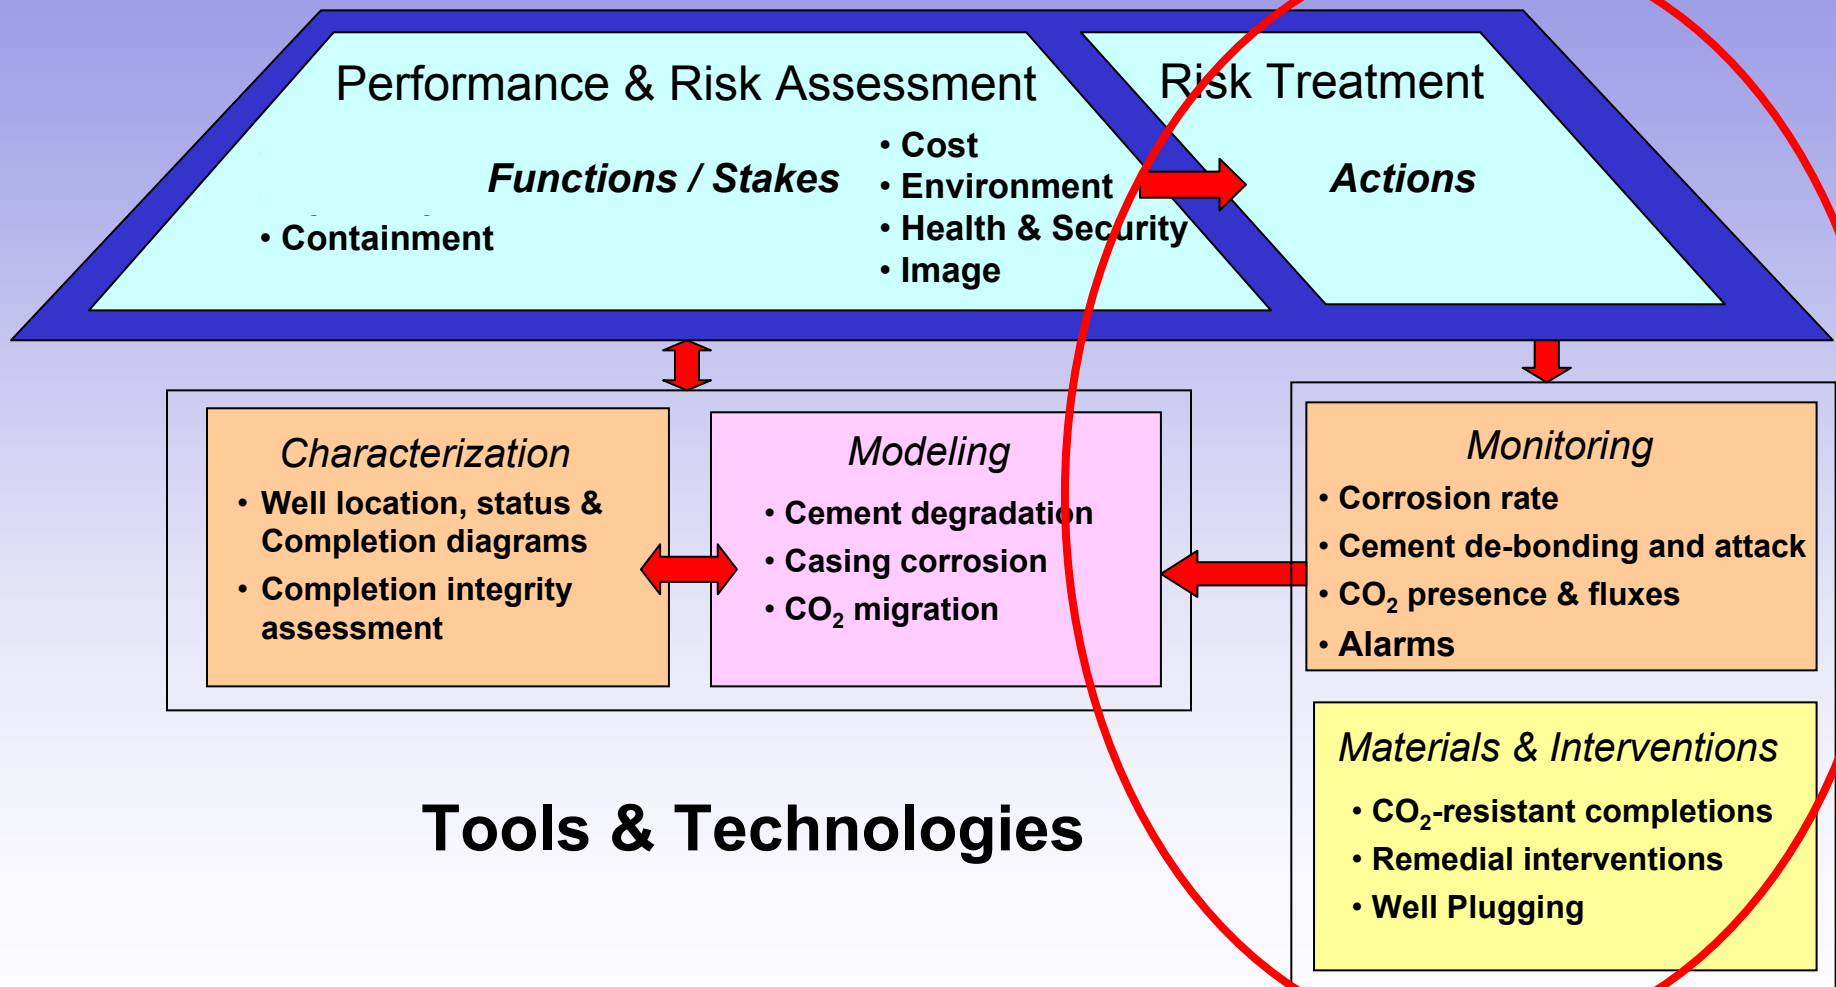 Performance & Risk Assessment
Functions / Stakes
• Containment
• Cost
• Environment
• Health & Security
• Image
Risk Treatment
Actions
Characterization
• Well location, status &
Completion diagrams
• Completion integrity
assessment
Modeling
• Cement degradation
• Casing corrosion
• CO₂ migration
Monitoring
• Corrosion rate
• Cement de-bonding and attack
• CO₂ presence & fluxes
• Alarms
Materials & Interventions
• CO₂-resistant completions
• Remedial interventions
• Well Plugging
Tools & Technologies